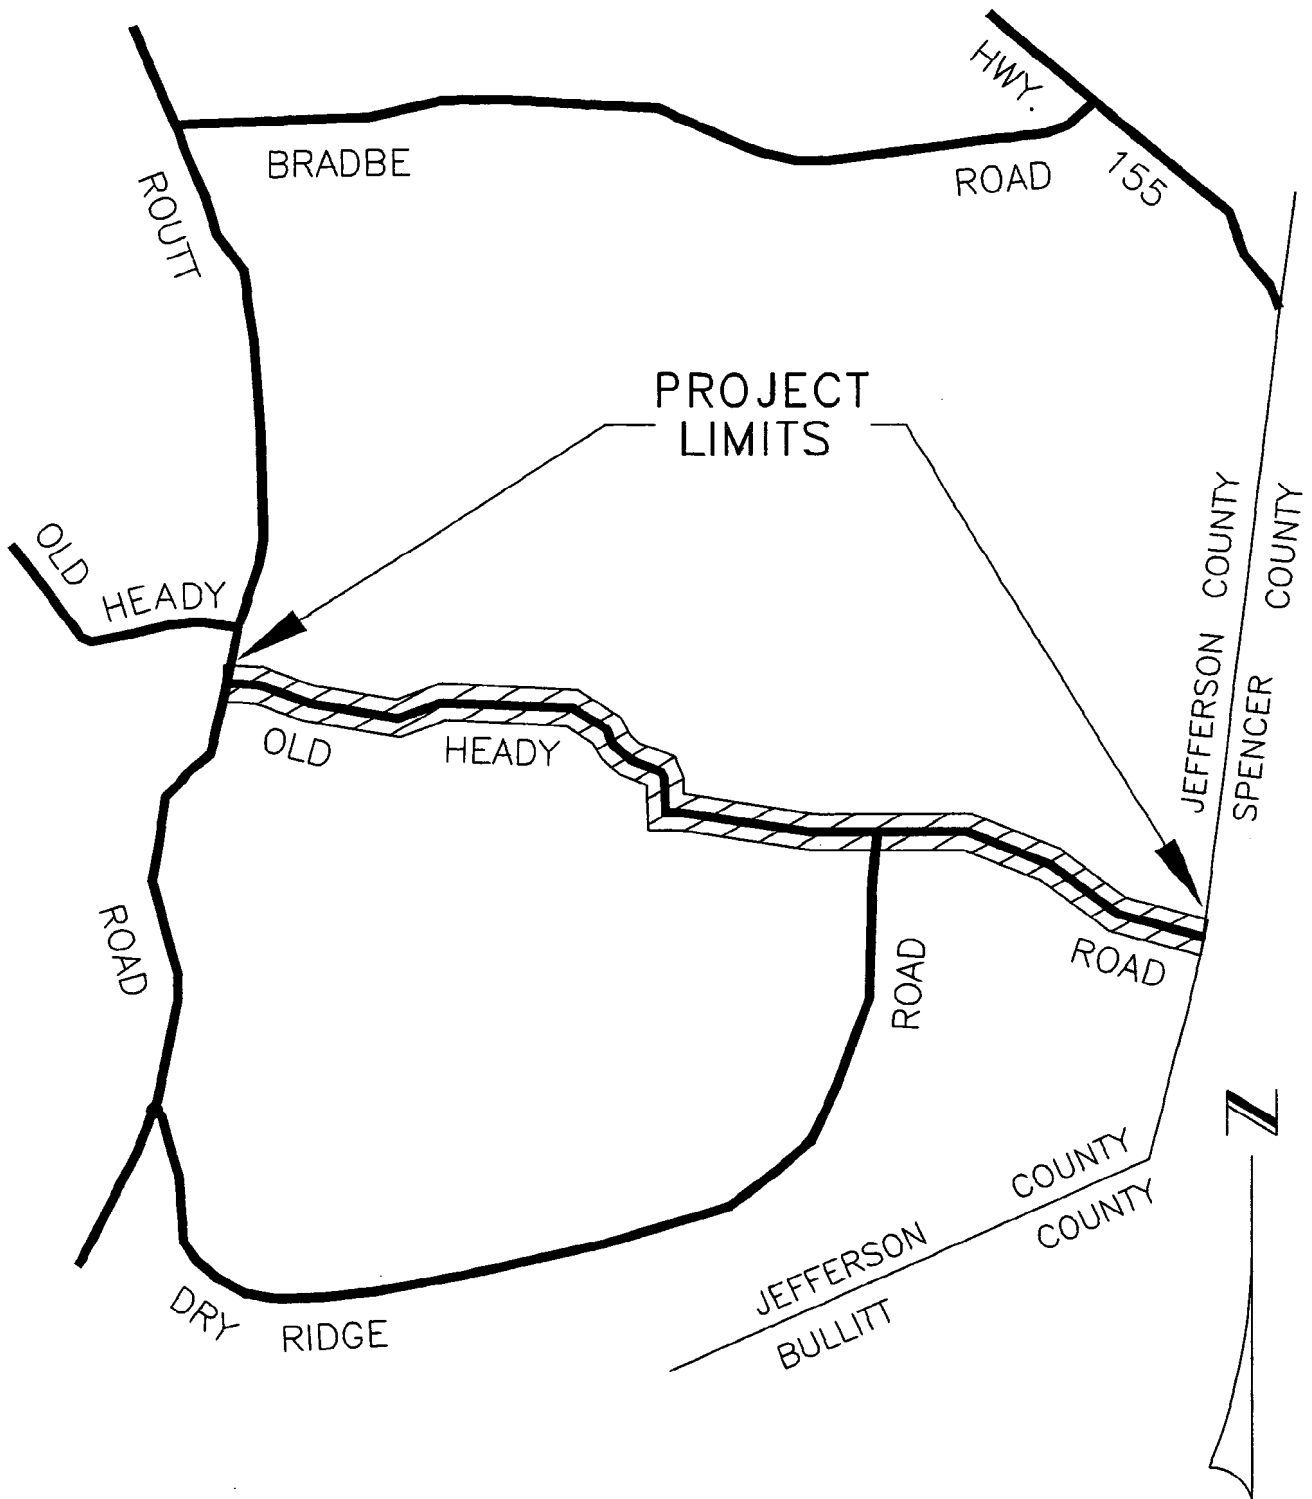 HWY.
155
BRADBE ROAD
ROUTT ROAD
PROJECT
LIMITS
OLD HEADY
JEFFERSON COUNTY
SPENCER COUNTY
OLD HEADY ROAD
DRY RIDGE ROAD
JEFFERSON COUNTY
BULLITT COUNTY
N